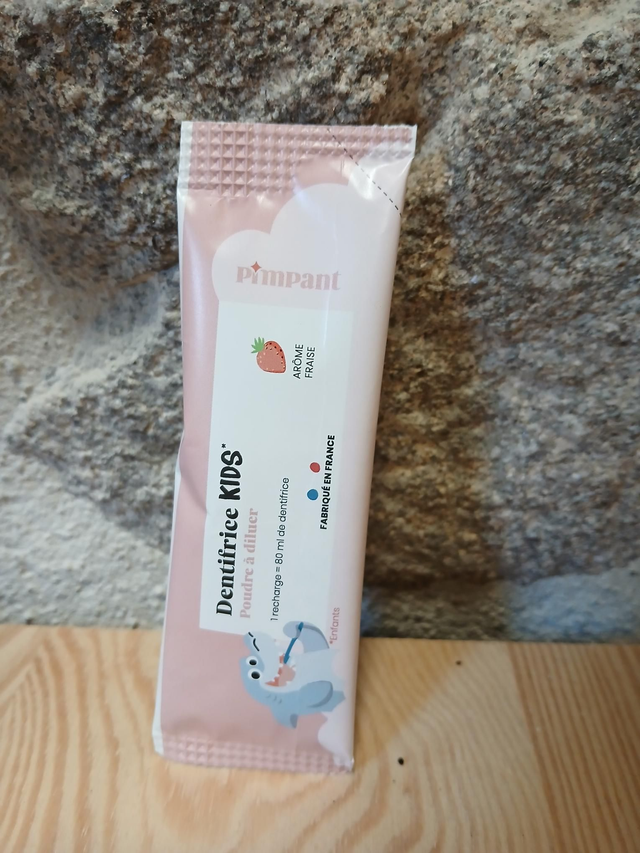 Pimpant
ARÔME
FRAISE
Dentifrice KIDS*
Poudre à diluer
1 recharge = 80 ml de dentifrice
FABRIQUÉ EN FRANCE
*Enfants